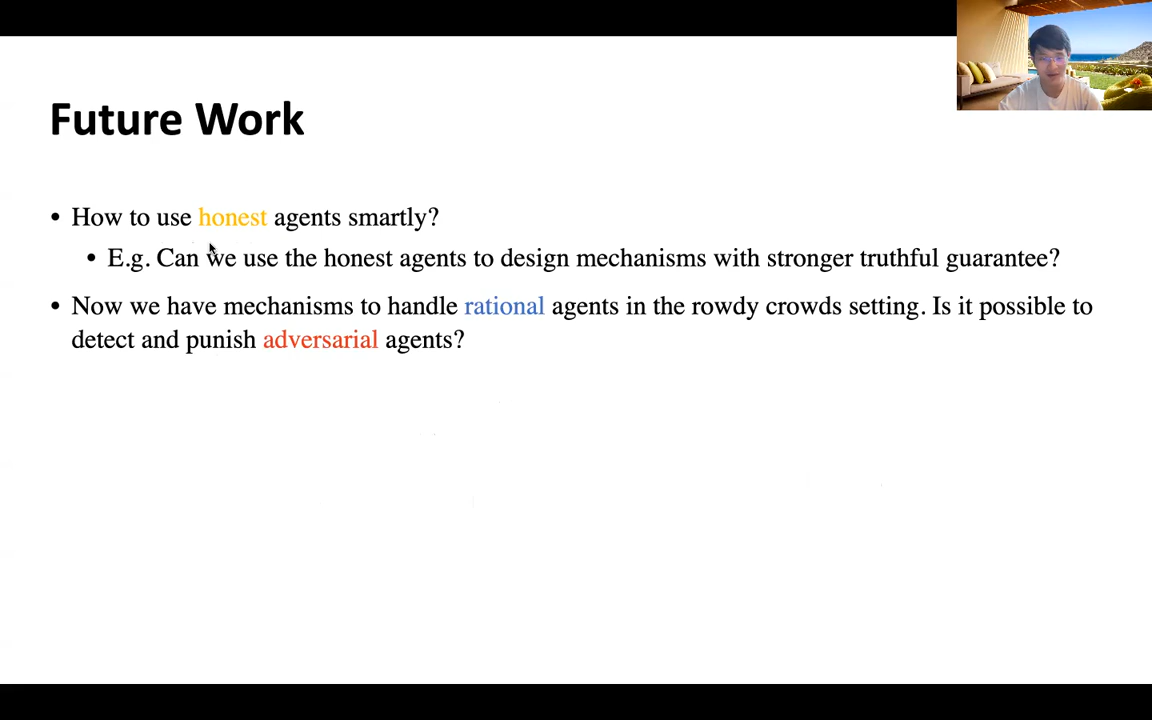 Future Work
• How to use honest agents smartly?
• E.g. Can we use the honest agents to design mechanisms with stronger truthful guarantee?
• Now we have mechanisms to handle rational agents in the rowdy crowds setting. Is it possible to
detect and punish adversarial agents?